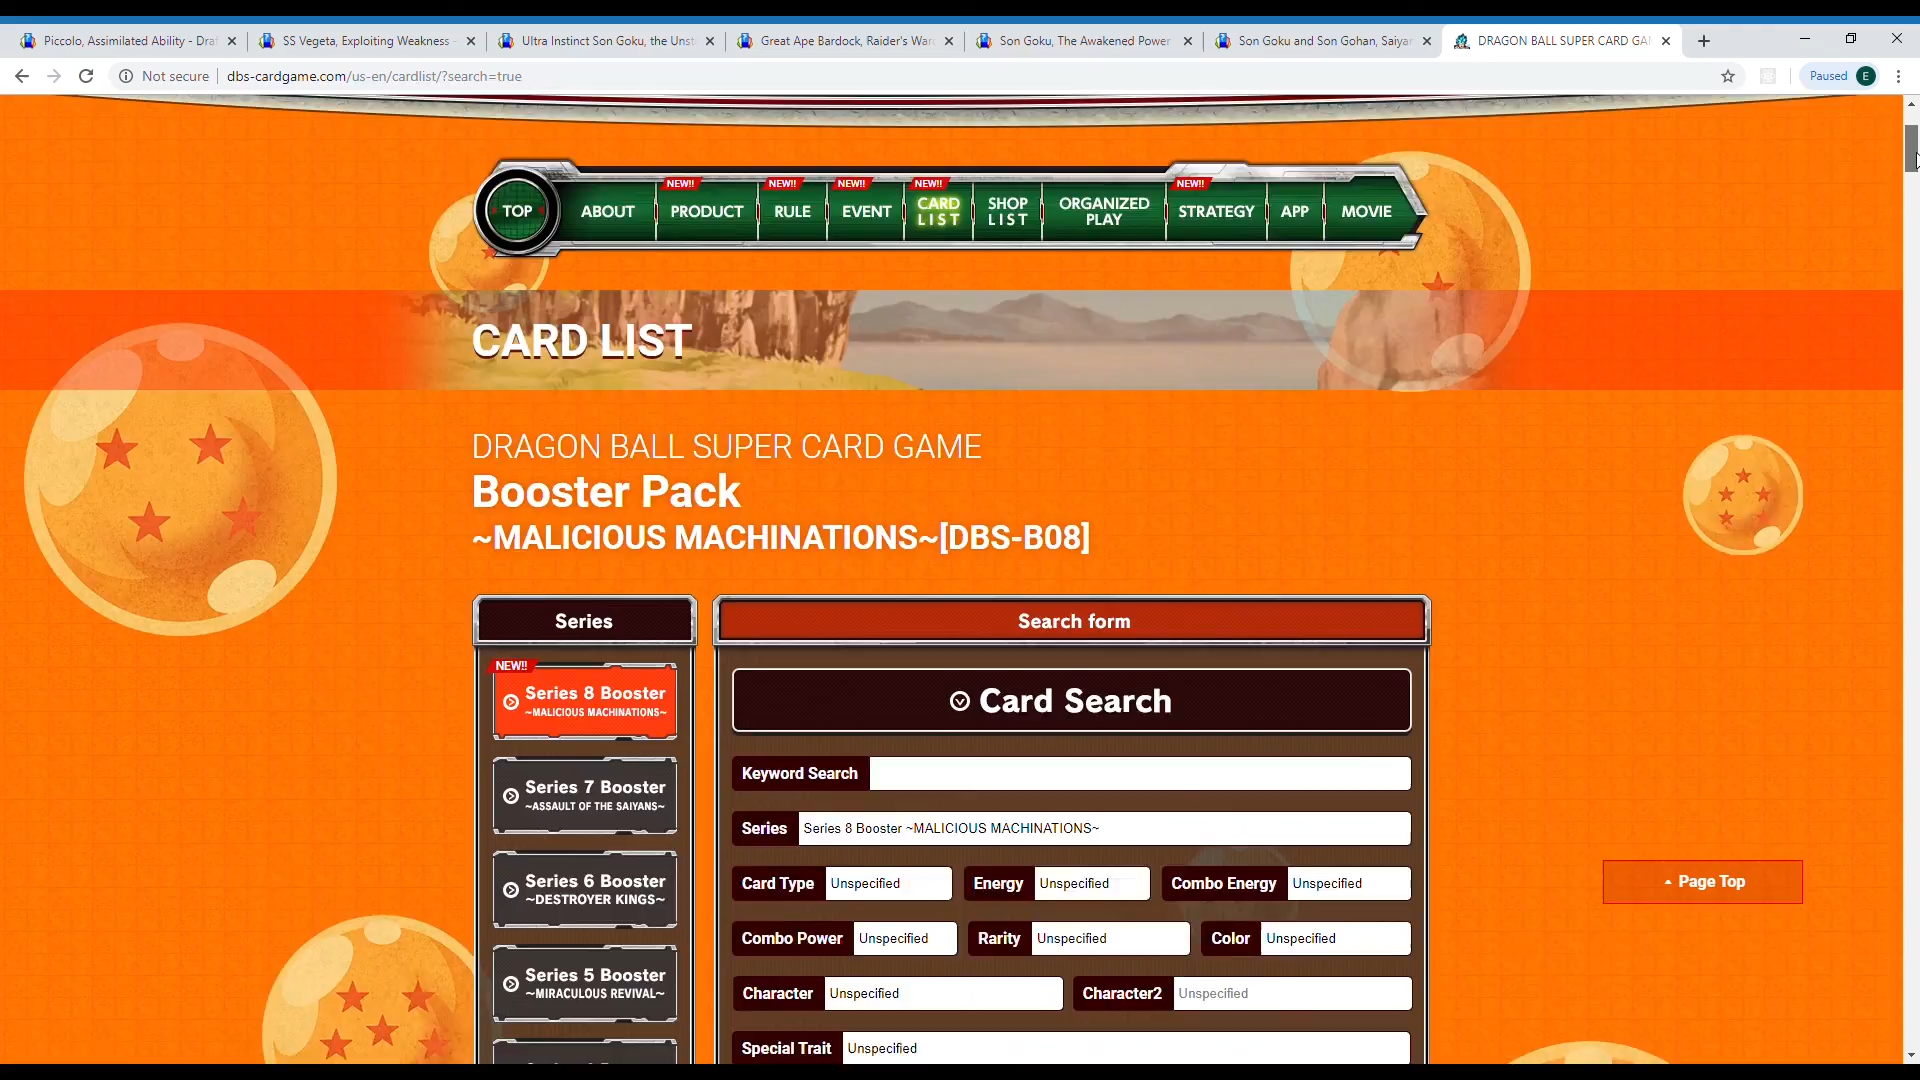 Piccolo, Assimilated Ability - Draf
SS Vegeta, Exploiting Weakness -
Ultra Instinct Son Goku, the Unst
Great Ape Bardock, Raider's Warc
Son Goku, The Awakened Power
Son Goku and Son Gohan, Saiyan
DRAGON BALL SUPER CARD GAM
Not secure
dbs-cardgame.com/us-en/cardlist/?search=true
Paused
E
NEW!! NEW!! NEW!! NEW!! NEW!!
TOP ABOUT PRODUCT RULE EVENT CARD LIST SHOP LIST ORGANIZED PLAY STRATEGY APP MOVIE
CARD LIST
DRAGON BALL SUPER CARD GAME
Booster Pack
~MALICIOUS MACHINATIONS~[DBS-B08]
Series
NEW!!
Series 8 Booster
~MALICIOUS MACHINATIONS~
Series 7 Booster
~ASSAULT OF THE SAIYANS~
Series 6 Booster
~DESTROYER KINGS~
Series 5 Booster
~MIRACULOUS REVIVAL~
Search form
Card Search
Keyword Search
Series Series 8 Booster ~MALICIOUS MACHINATIONS~
Card Type Unspecified Energy Unspecified Combo Energy Unspecified
Combo Power Unspecified Rarity Unspecified Color Unspecified
Character Unspecified Character2 Unspecified
Special Trait Unspecified
Page Top